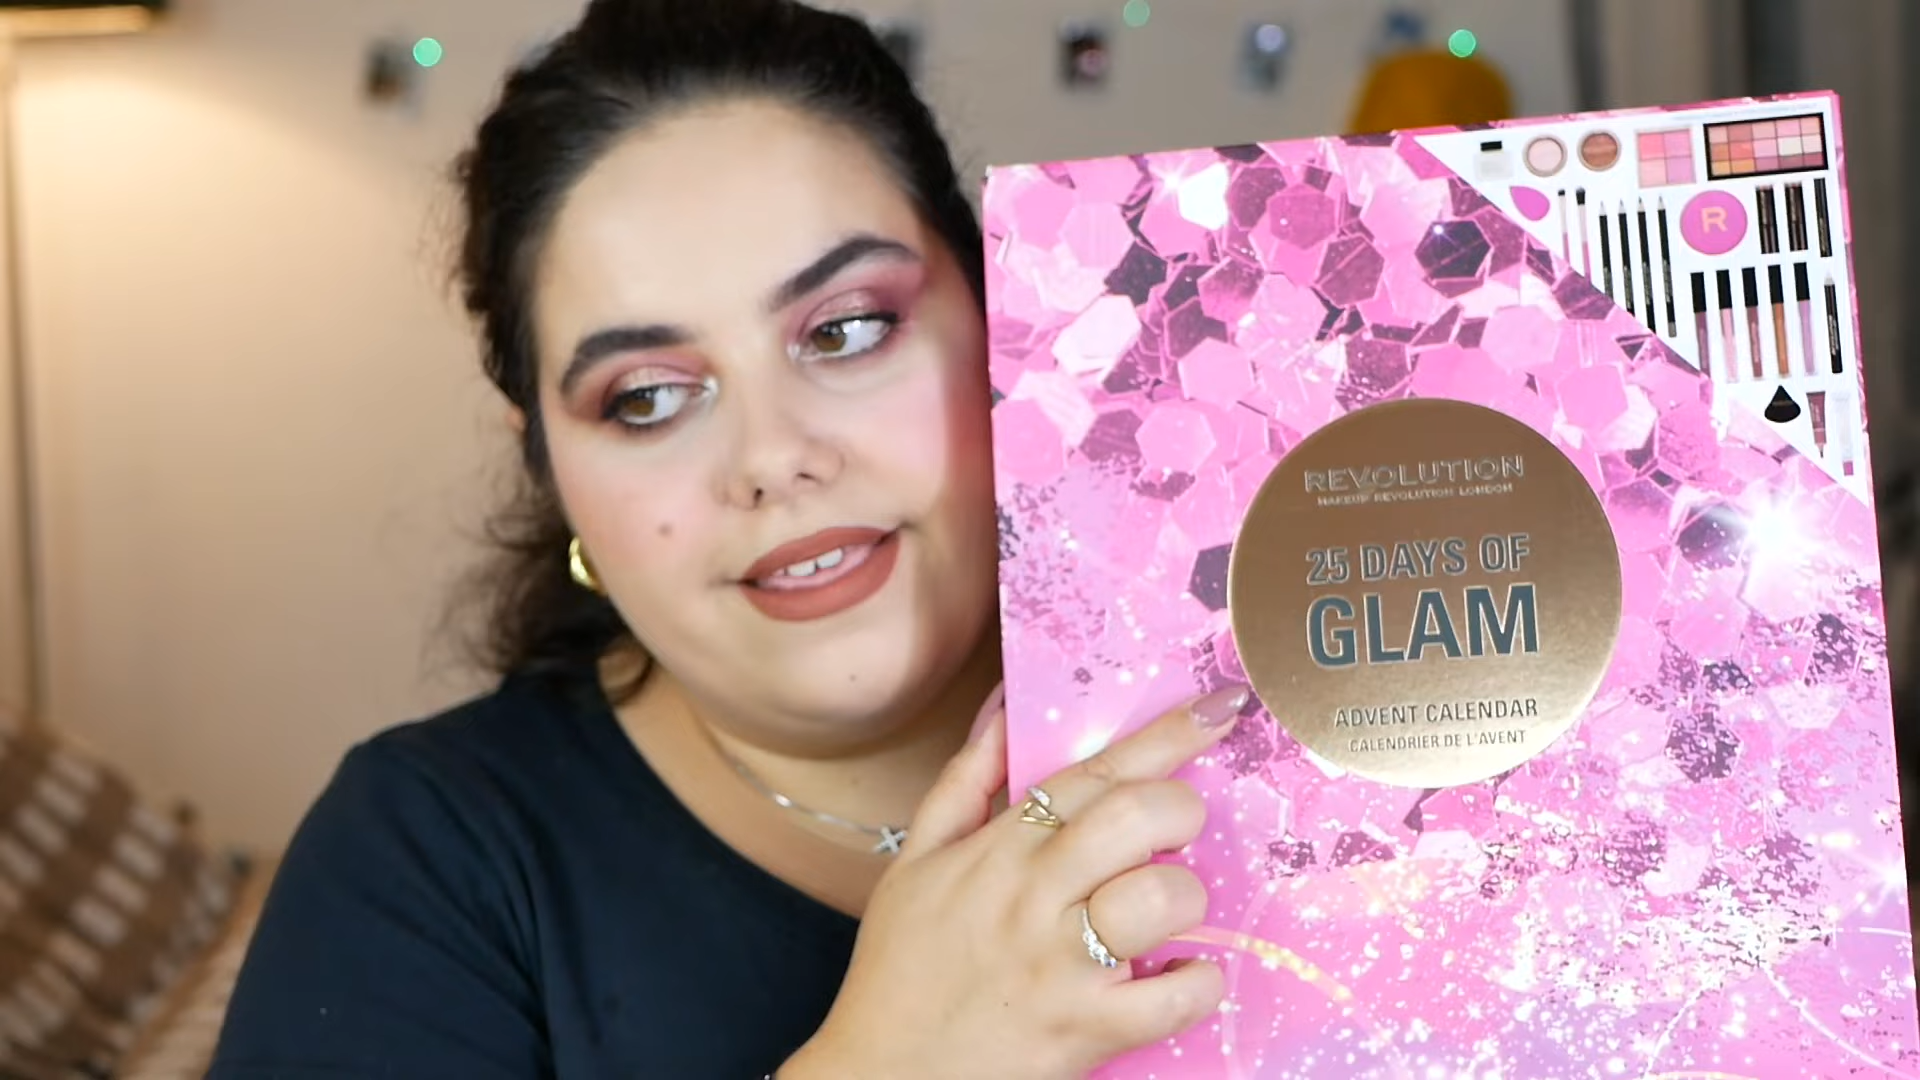 R
REVOLUTION
MAKEUP REVOLUTION LONDON
25 DAYS OF
GLAM
ADVENT CALENDAR
CALENDRIER DE L'AVENT